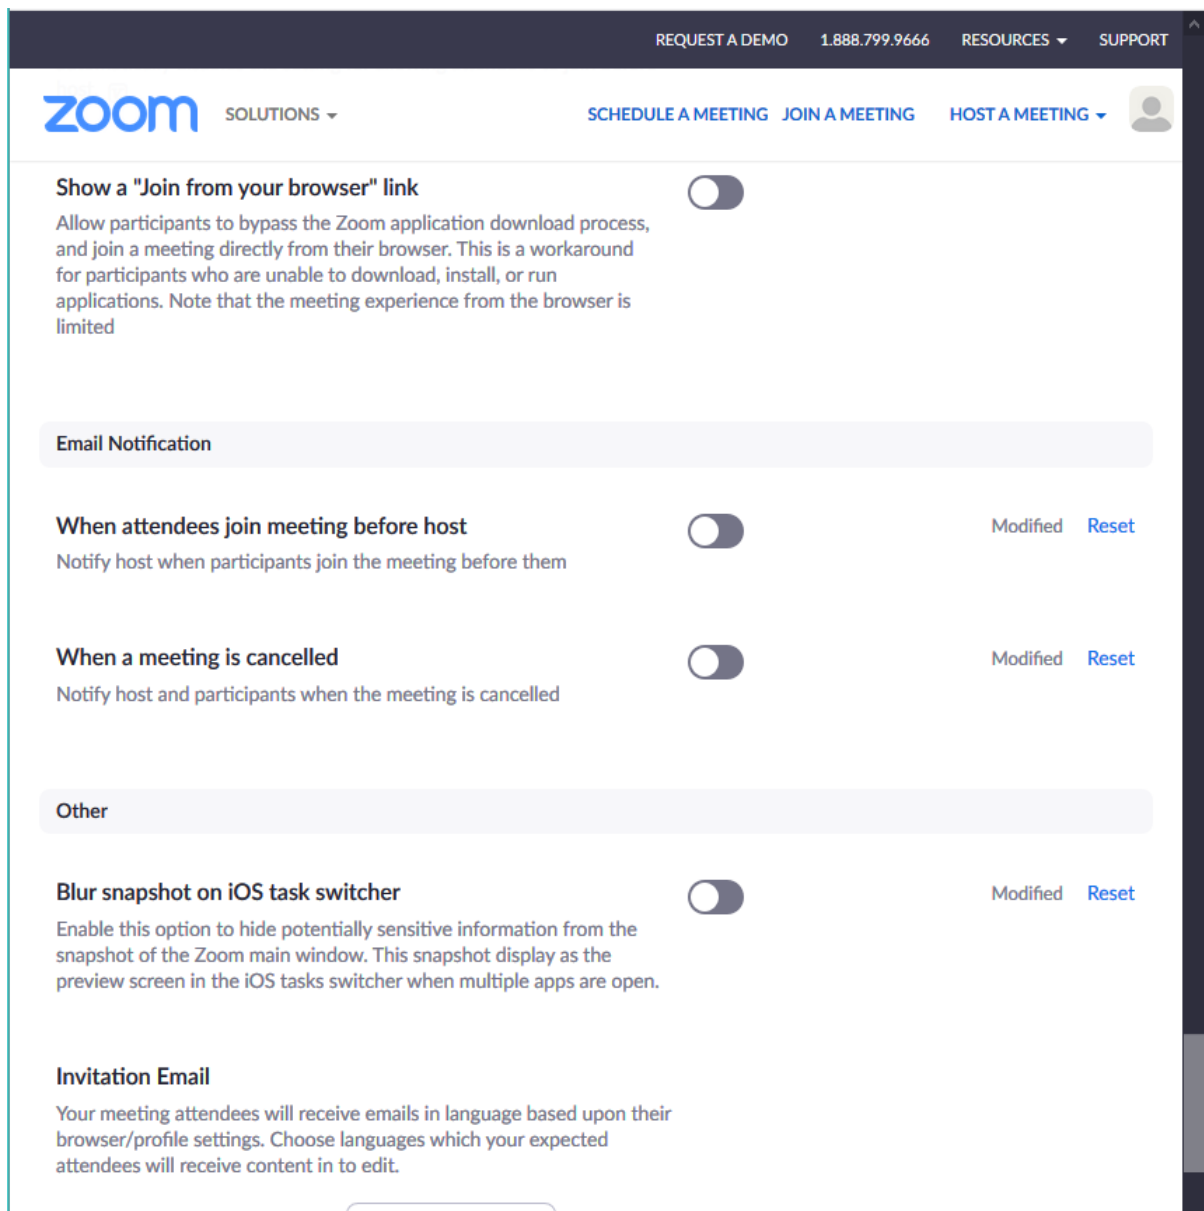 REQUEST A DEMO 1.888.799.9666 RESOURCES SUPPORT
zoom SOLUTIONS SCHEDULE A MEETING JOIN A MEETING HOST A MEETING
Show a "Join from your browser" link
Allow participants to bypass the Zoom application download process,
and join a meeting directly from their browser. This is a workaround
for participants who are unable to download, install, or run
applications. Note that the meeting experience from the browser is
limited
Email Notification
When attendees join meeting before host Modified Reset
Notify host when participants join the meeting before them
When a meeting is cancelled Modified Reset
Notify host and participants when the meeting is cancelled
Other
Blur snapshot on iOS task switcher Modified Reset
Enable this option to hide potentially sensitive information from the
snapshot of the Zoom main window. This snapshot display as the
preview screen in the iOS tasks switcher when multiple apps are open.
Invitation Email
Your meeting attendees will receive emails in language based upon their
browser/profile settings. Choose languages which your expected
attendees will receive content in to edit.